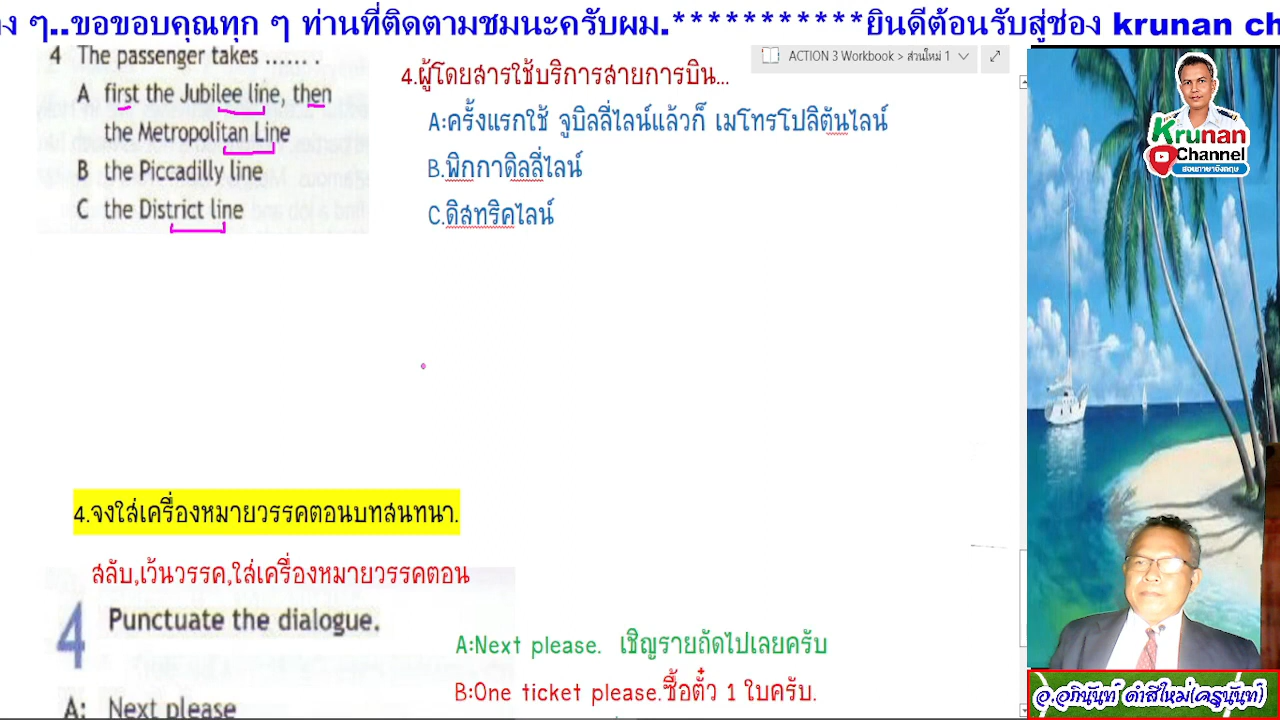 ง ๆ..ขอขอบคุณทุก ๆ ท่านที่ติดตามชมนะครับผม.***********ยินดีต้อนรับสู่ช่อง krunan ch
4 The passenger takes ...... .
A first the Jubilee line, then
the Metropolitan Line
B the Piccadilly line
C the District line
ACTION 3 Workbook > ส่วนใหม่ 1
4.ผู้โดยสารใช้บริการสายการบิน...
A:ครั้งแรกใช้ จูบิลลี่ไลน์แล้วก็ เมโทรโปลิตันไลน์
B.พิกกาดิลลี่ไลน์
C.ดิสทริคไลน์
Krunan
Channel
สอนภาษาอังกฤษ
4.จงใส่เครื่องหมายวรรคตอนบทสนทนา.
สลับ,เว้นวรรค,ใส่เครื่องหมายวรรคตอน
4 Punctuate the dialogue.
A: Next please
A:Next please. เชิญรายถัดไปเลยครับ
B:One ticket please.ซื้อตั๋ว 1 ใบครับ.
อ.อภินันท์ ดำสีใหม่(ครูนันท์)